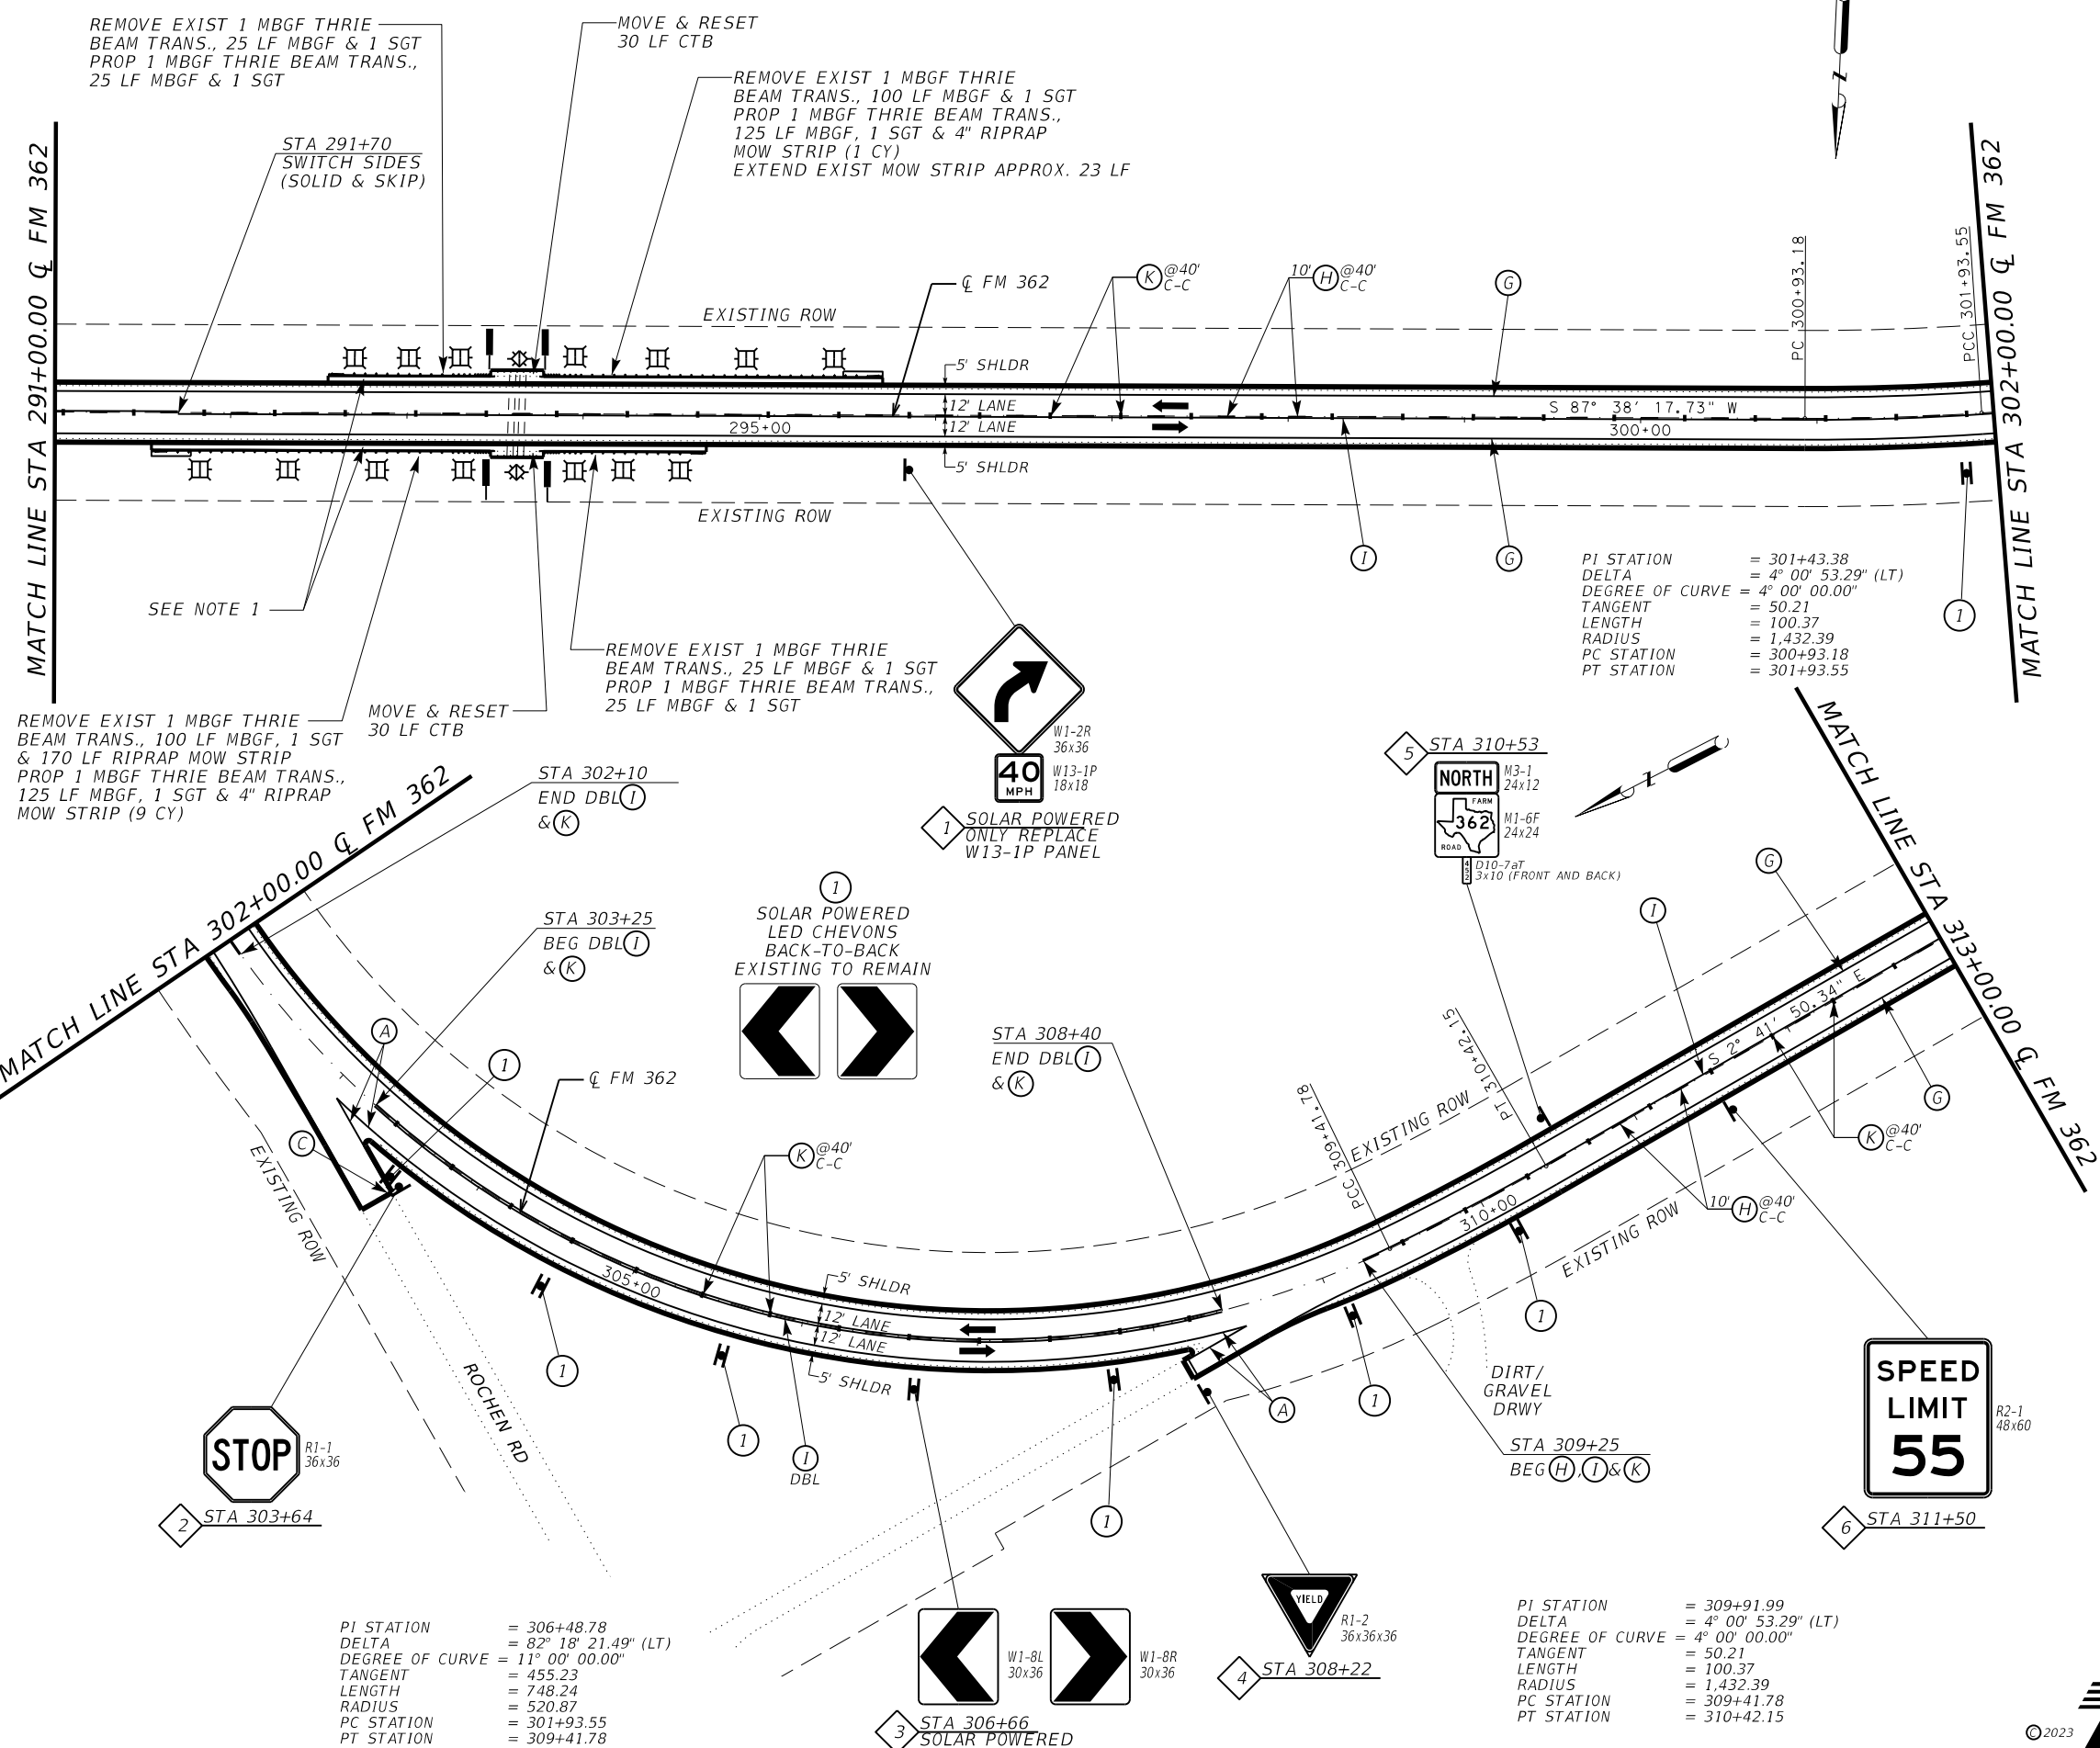 REMOVE EXIST 1 MBGF THRIE
BEAM TRANS., 25 LF MBGF & 1 SGT
PROP 1 MBGF THRIE BEAM TRANS.,
25 LF MBGF & 1 SGT
MOVE & RESET
30 LF CTB
REMOVE EXIST 1 MBGF THRIE
BEAM TRANS., 100 LF MBGF & 1 SGT
PROP 1 MBGF THRIE BEAM TRANS.,
125 LF MBGF, 1 SGT & 4" RIPRAP
MOW STRIP (1 CY)
EXTEND EXIST MOW STRIP APPROX. 23 LF
Z
STA 291+70
SWITCH SIDES
(SOLID & SKIP)
MATCH LINE STA 291+00.00 ℄ FM 362
MATCH LINE STA 302+00.00 ℄ FM 362
℄ FM 362
K @40'
C-C
10' H @40'
C-C
G
EXISTING ROW
PC 300+93.18
PCC 301+93.55
5' SHLDR
12' LANE
12' LANE
5' SHLDR
295+00
S 87° 38' 17.73" W
300+00
EXISTING ROW
I
G
1
SEE NOTE 1
PI STATION = 301+43.38
DELTA = 4° 00' 53.29" (LT)
DEGREE OF CURVE = 4° 00' 00.00"
TANGENT = 50.21
LENGTH = 100.37
RADIUS = 1,432.39
PC STATION = 300+93.18
PT STATION = 301+93.55
REMOVE EXIST 1 MBGF THRIE
BEAM TRANS., 25 LF MBGF & 1 SGT
PROP 1 MBGF THRIE BEAM TRANS.,
25 LF MBGF & 1 SGT
MOVE & RESET
30 LF CTB
REMOVE EXIST 1 MBGF THRIE
BEAM TRANS., 100 LF MBGF, 1 SGT
& 170 LF RIPRAP MOW STRIP
PROP 1 MBGF THRIE BEAM TRANS.,
125 LF MBGF, 1 SGT & 4" RIPRAP
MOW STRIP (9 CY)
W1-2R
36x36
40
MPH
W13-1P
18x18
1
SOLAR POWERED
ONLY REPLACE
W13-1P PANEL
5
STA 310+53
NORTH
M3-1
24x12
FARM
362
ROAD
M1-6F
24x24
4
5
2
D10-7aT
3x10 (FRONT AND BACK)
Z
MATCH LINE STA 302+00.00 ℄ FM 362
MATCH LINE STA 313+00.00 ℄ FM 362
STA 302+10
END DBL I
& K
STA 303+25
BEG DBL I
& K
1
SOLAR POWERED
LED CHEVONS
BACK-TO-BACK
EXISTING TO REMAIN
STA 308+40
END DBL I
& K
G
I
S 2° 41' 50.34" E
A
1
C
℄ FM 362
K @40'
C-C
EXISTING ROW
PCC 309+41.78
PT 310+42.15
EXISTING ROW
G
K @40'
C-C
10' H @40'
C-C
310+00
EXISTING ROW
305+00
5' SHLDR
12' LANE
12' LANE
5' SHLDR
ROCHEN RD
1
1
I
DBL
1
A
1
1
DIRT/
GRAVEL
DRWY
STA 309+25
BEG H , I & K
STOP
R1-1
36x36
2
STA 303+64
SPEED
LIMIT
55
R2-1
48x60
6
STA 311+50
W1-8L
30x36
W1-8R
30x36
3
STA 306+66
SOLAR POWERED
YIELD
R1-2
36x36x36
4
STA 308+22
PI STATION = 306+48.78
DELTA = 82° 18' 21.49" (LT)
DEGREE OF CURVE = 11° 00' 00.00"
TANGENT = 455.23
LENGTH = 748.24
RADIUS = 520.87
PC STATION = 301+93.55
PT STATION = 309+41.78
PI STATION = 309+91.99
DELTA = 4° 00' 53.29" (LT)
DEGREE OF CURVE = 4° 00' 00.00"
TANGENT = 50.21
LENGTH = 100.37
RADIUS = 1,432.39
PC STATION = 309+41.78
PT STATION = 310+42.15
© 2023